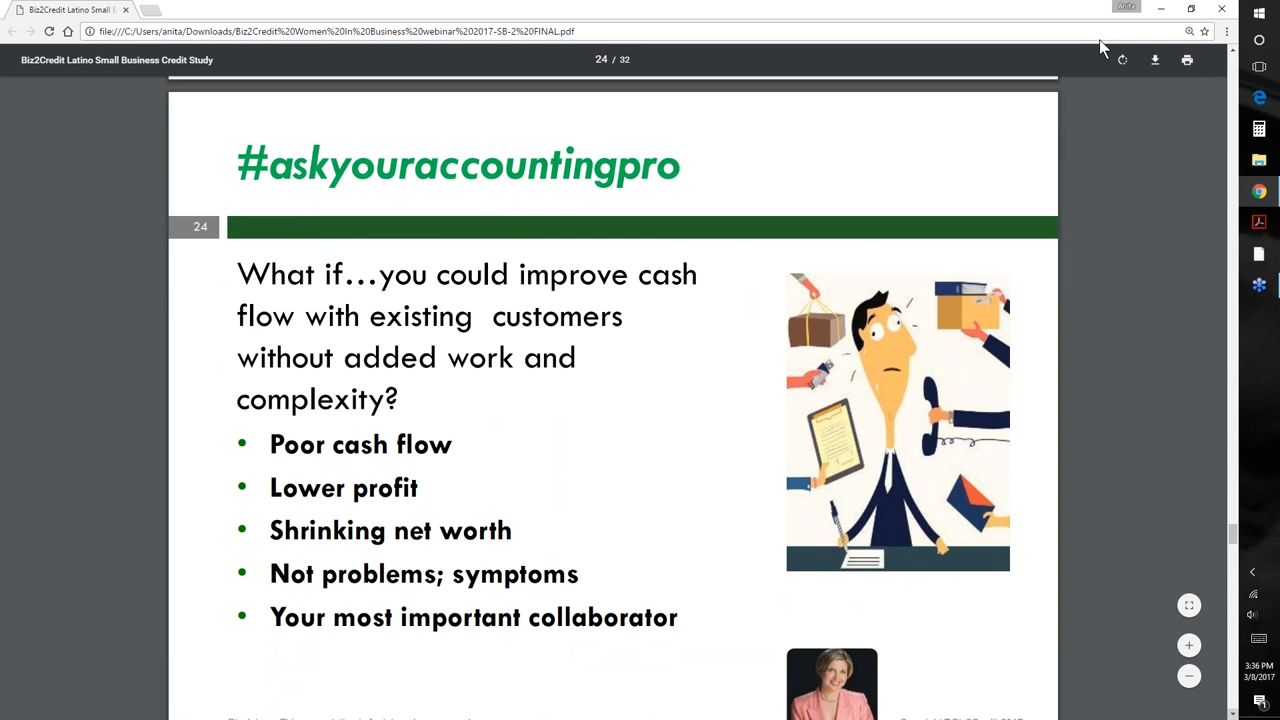 Biz2Credit Latino Small B
Anita
file:///C:/Users/anita/Downloads/Biz2Credit%20Women%20In%20Business%20webinar%202017-SB-2%20FINAL.pdf
Biz2Credit Latino Small Business Credit Study
24 / 32
#askyouraccountingpro
24
What if...you could improve cash
flow with existing customers
without added work and
complexity?
• Poor cash flow
• Lower profit
• Shrinking net worth
• Not problems; symptoms
• Your most important collaborator
3:36 PM
3/8/2017